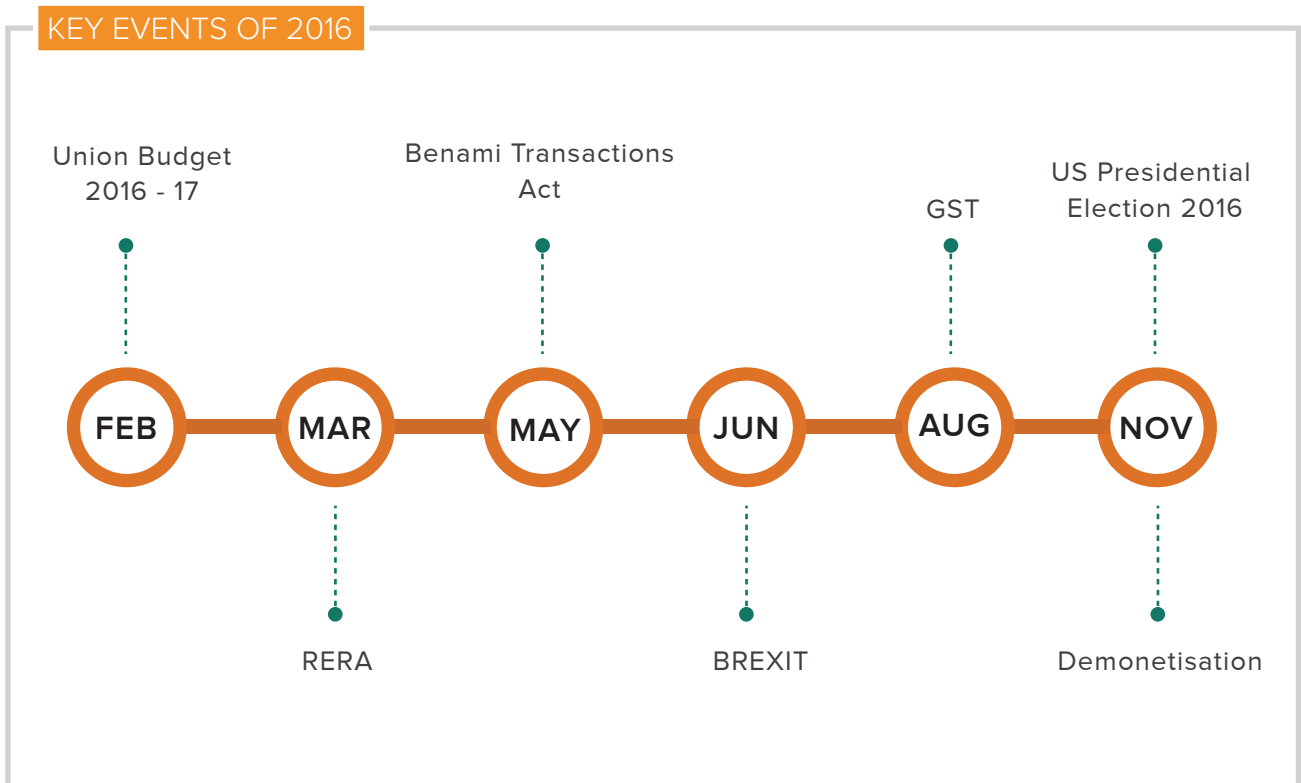 KEY EVENTS OF 2016
Union Budget
2016 - 17
Benami Transactions
Act
GST
US Presidential
Election 2016
FEB
MAR
MAY
JUN
AUG
NOV
RERA
BREXIT
Demonetisation